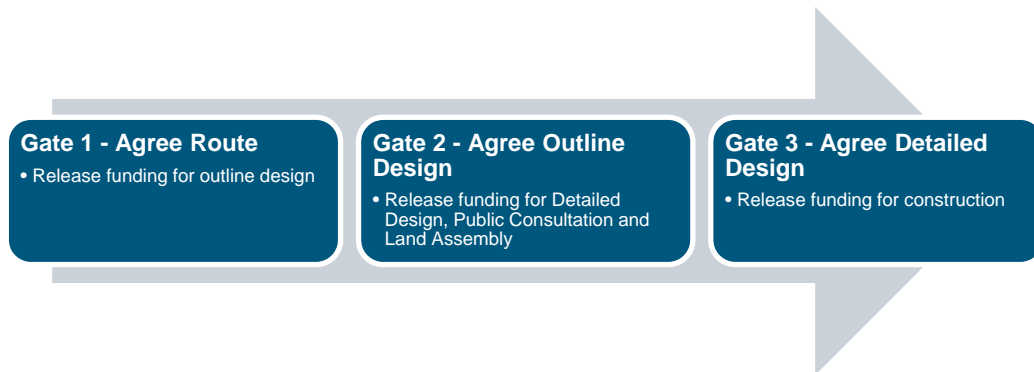 Gate 1 - Agree Route
• Release funding for outline design
Gate 2 - Agree Outline
Design
• Release funding for Detailed
Design, Public Consultation and
Land Assembly
Gate 3 - Agree Detailed
Design
• Release funding for construction